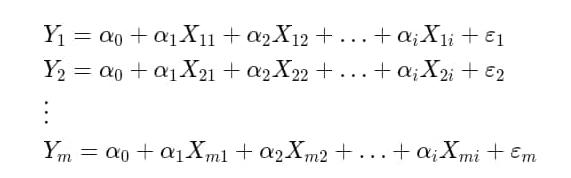 Y₁ = α₀ + α₁X₁₁ + α₂X₁₂ + … + αᵢX₁ᵢ + ε₁
Y₂ = α₀ + α₁X₂₁ + α₂X₂₂ + … + αᵢX₂ᵢ + ε₂
⋮
Yₘ = α₀ + α₁Xₘ₁ + α₂Xₘ₂ + … + αᵢXₘᵢ + εₘ